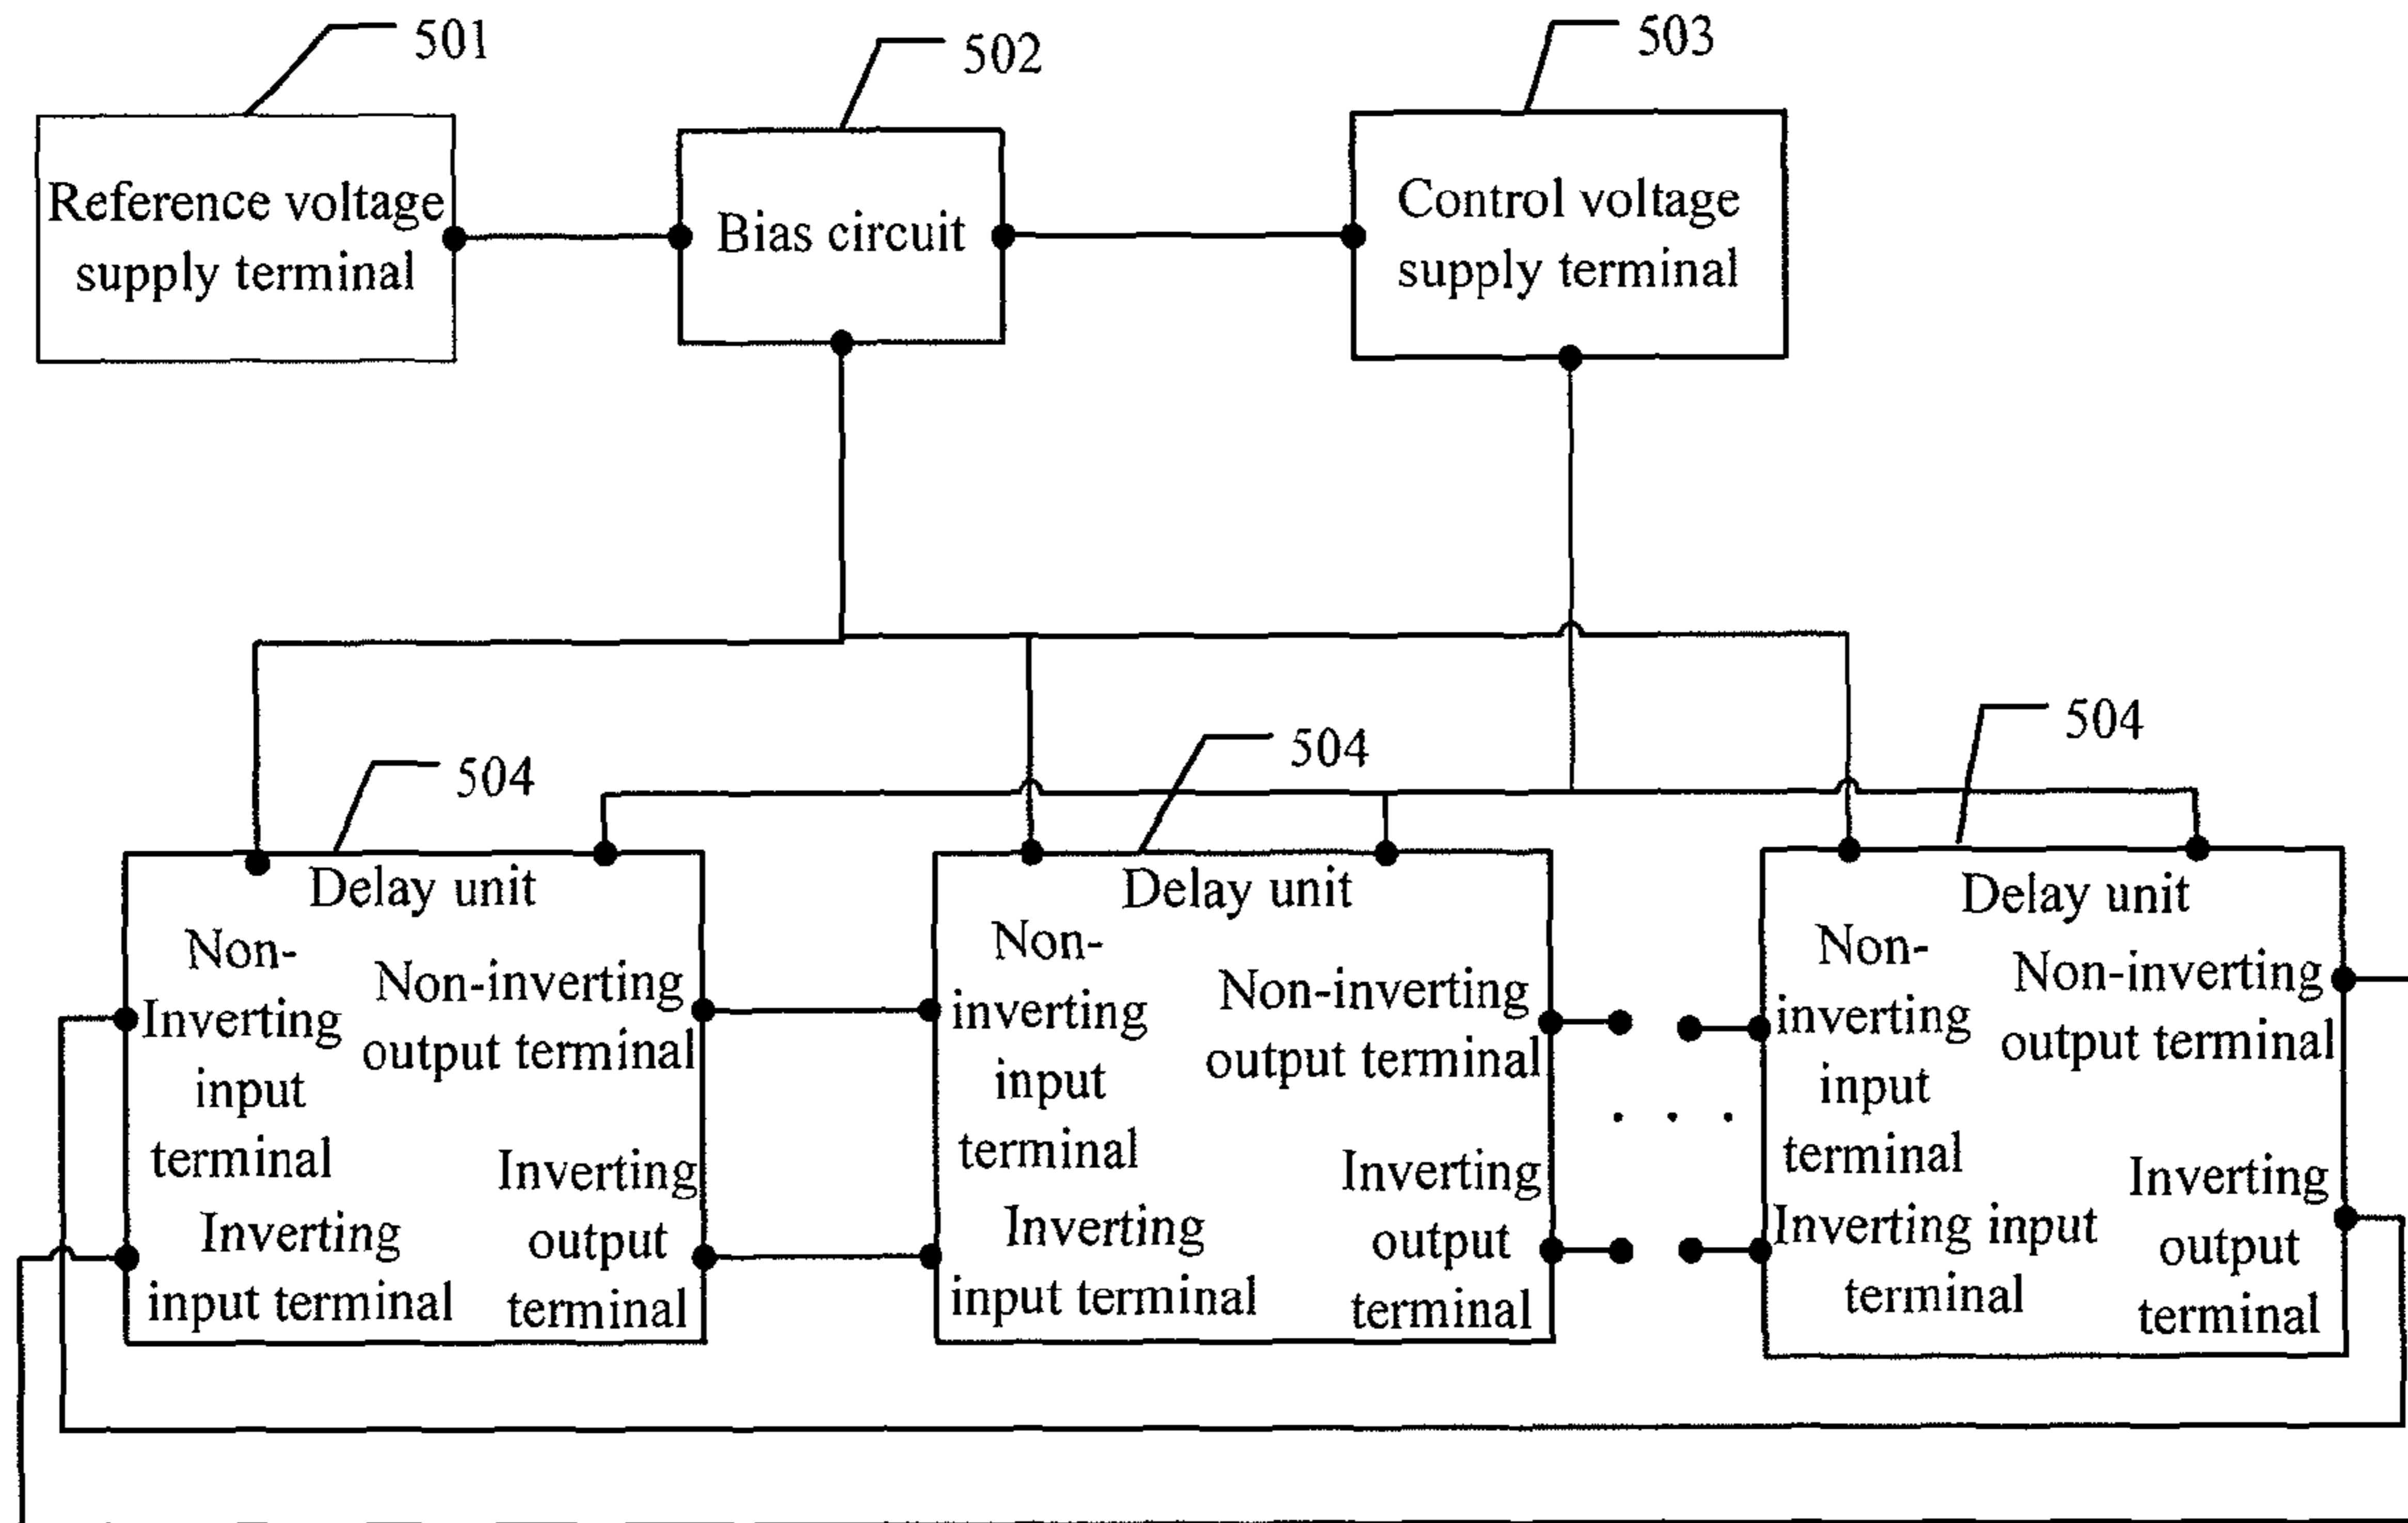 501
502
503
Reference voltage
supply terminal
Bias circuit
Control voltage
supply terminal
504
504
504
Delay unit
Non-
Inverting
input
terminal
Non-inverting
output terminal
Inverting
input terminal
Inverting
output
terminal
Delay unit
Non-
inverting
input
terminal
Non-inverting
output terminal
Inverting
input terminal
Inverting
output
terminal
. . .
Delay unit
Non-
inverting
input
terminal
Non-inverting
output terminal
Inverting input
terminal
Inverting
output
terminal